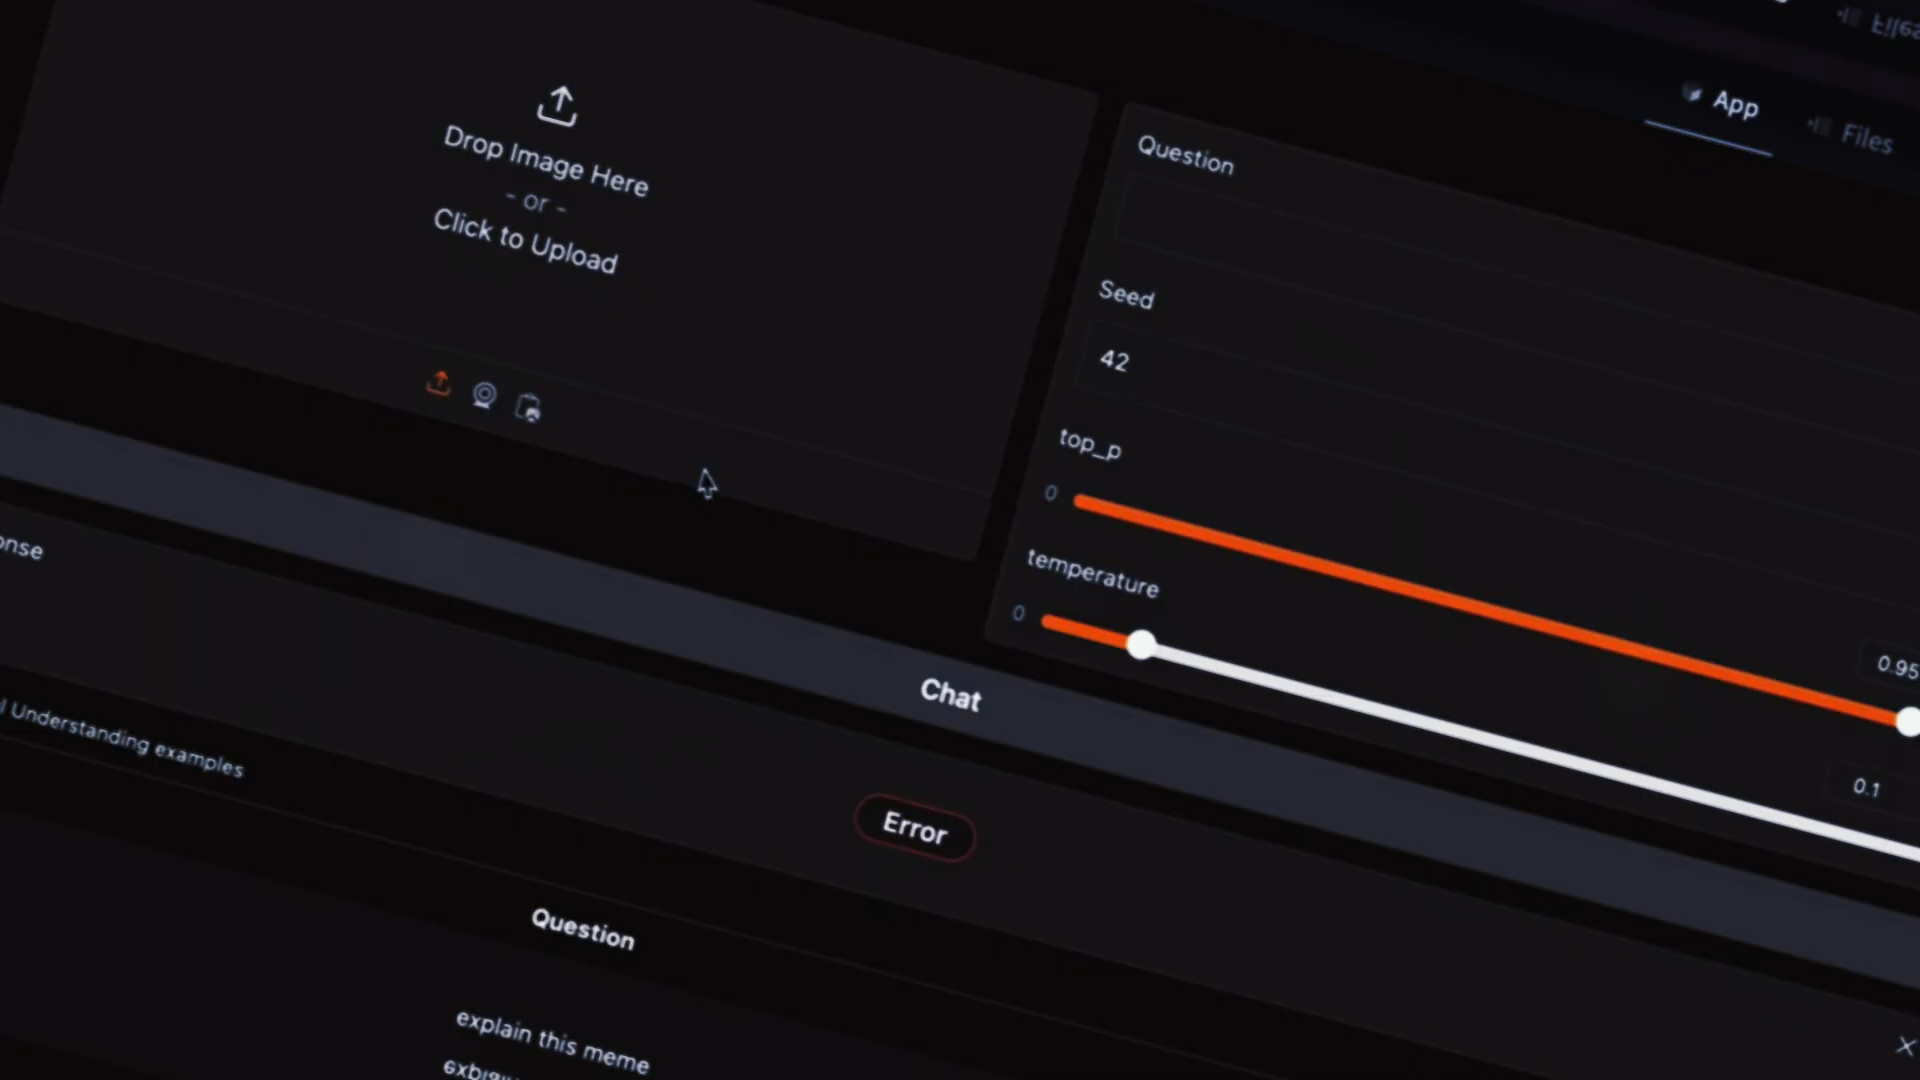 App
Files
Drop Image Here
- or -
Click to Upload
Question
Seed
42
top_p
0
0.95
temperature
0
0.1
Chat
Understanding examples
Error
Question
explain this meme